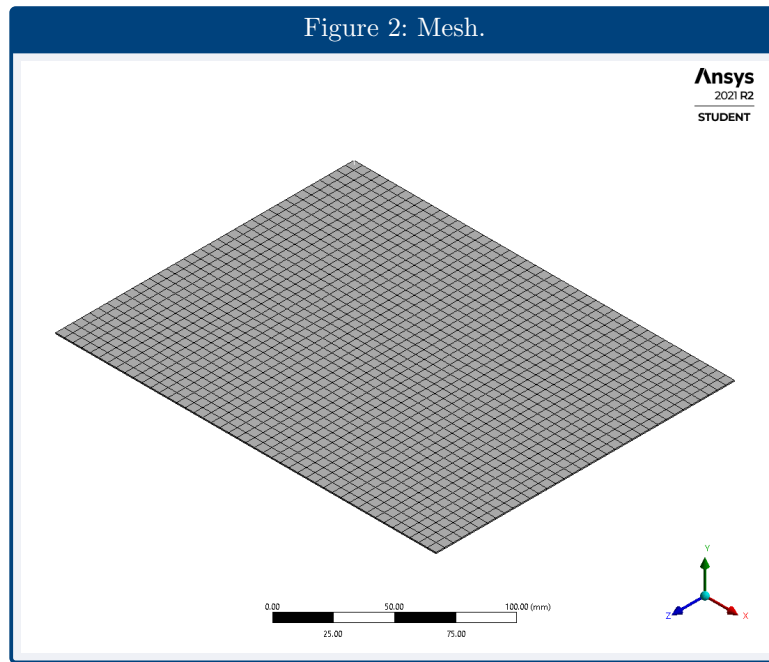 Figure 2: Mesh.
Ansys
2021 R2
STUDENT
Y
Z
X
0.00 50.00 100.00 (mm)
25.00 75.00